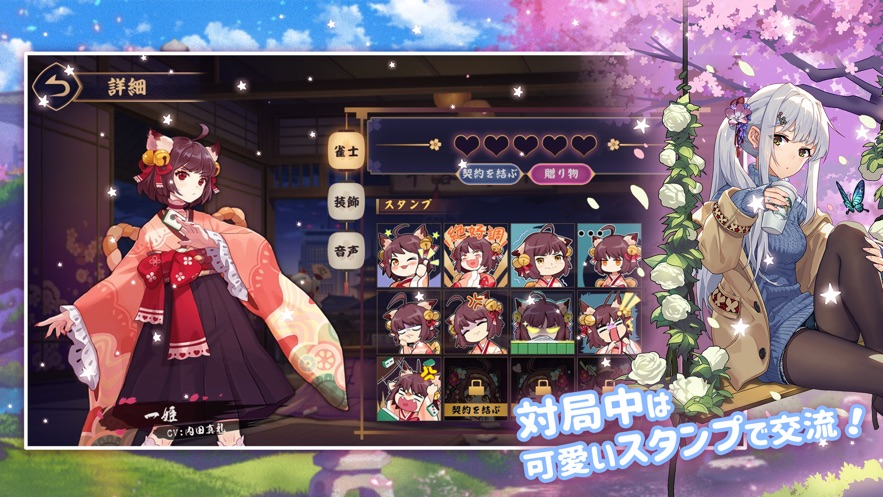 詳細
雀士
契約を結ぶ
贈り物
装飾
スタンプ
音声
絶好調
一姫
CV:内田真礼
契約を結ぶ
対局中は
可愛いスタンプで交流！